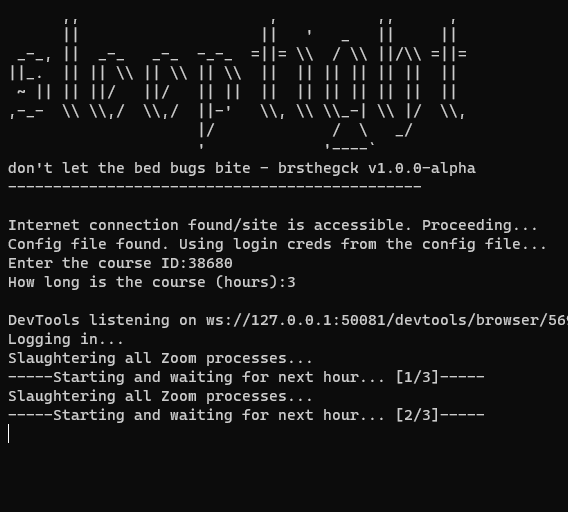 sleeptight
don't let the bed bugs bite - brsthegck v1.0.0-alpha
----------------------------------------------
Internet connection found/site is accessible. Proceeding...
Config file found. Using login creds from the config file...
Enter the course ID:38680
How long is the course (hours):3
DevTools listening on ws://127.0.0.1:50081/devtools/browser/569
Logging in...
Slaughtering all Zoom processes...
-----Starting and waiting for next hour... [1/3]-----
Slaughtering all Zoom processes...
-----Starting and waiting for next hour... [2/3]-----